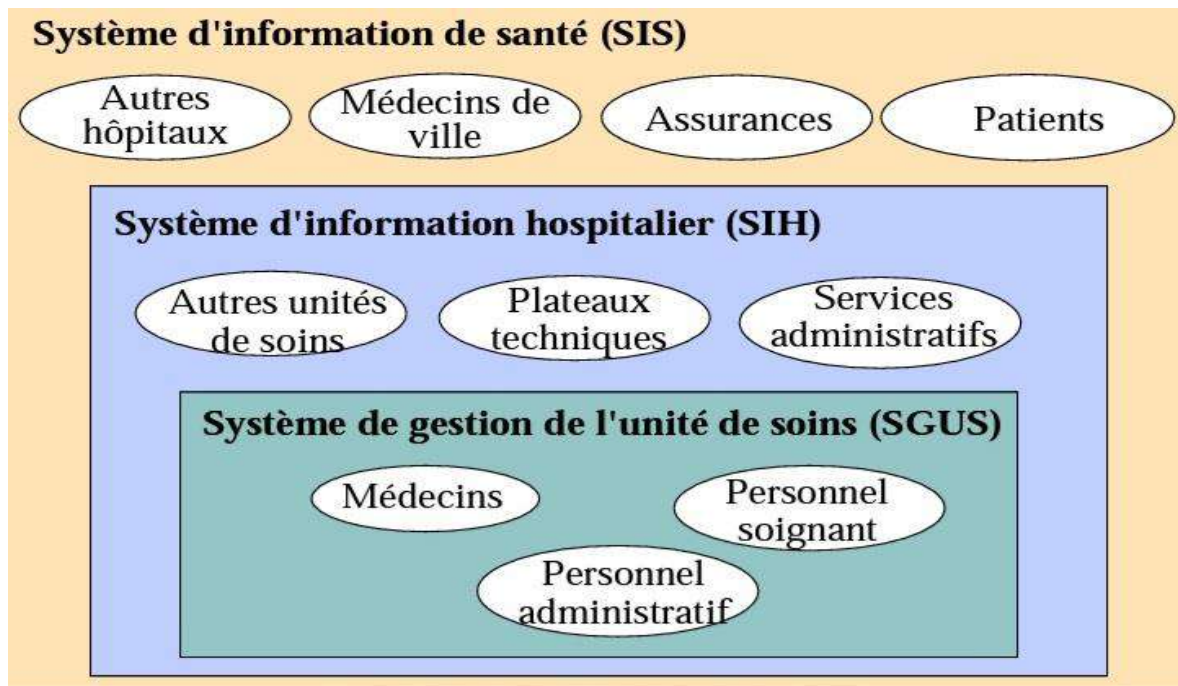 Système d'information de santé (SIS)
Autres
hôpitaux
Médecins de
ville
Assurances
Patients
Système d'information hospitalier (SIH)
Autres unités
de soins
Plateaux
techniques
Services
administratifs
Système de gestion de l'unité de soins (SGUS)
Médecins
Personnel
soignant
Personnel
administratif